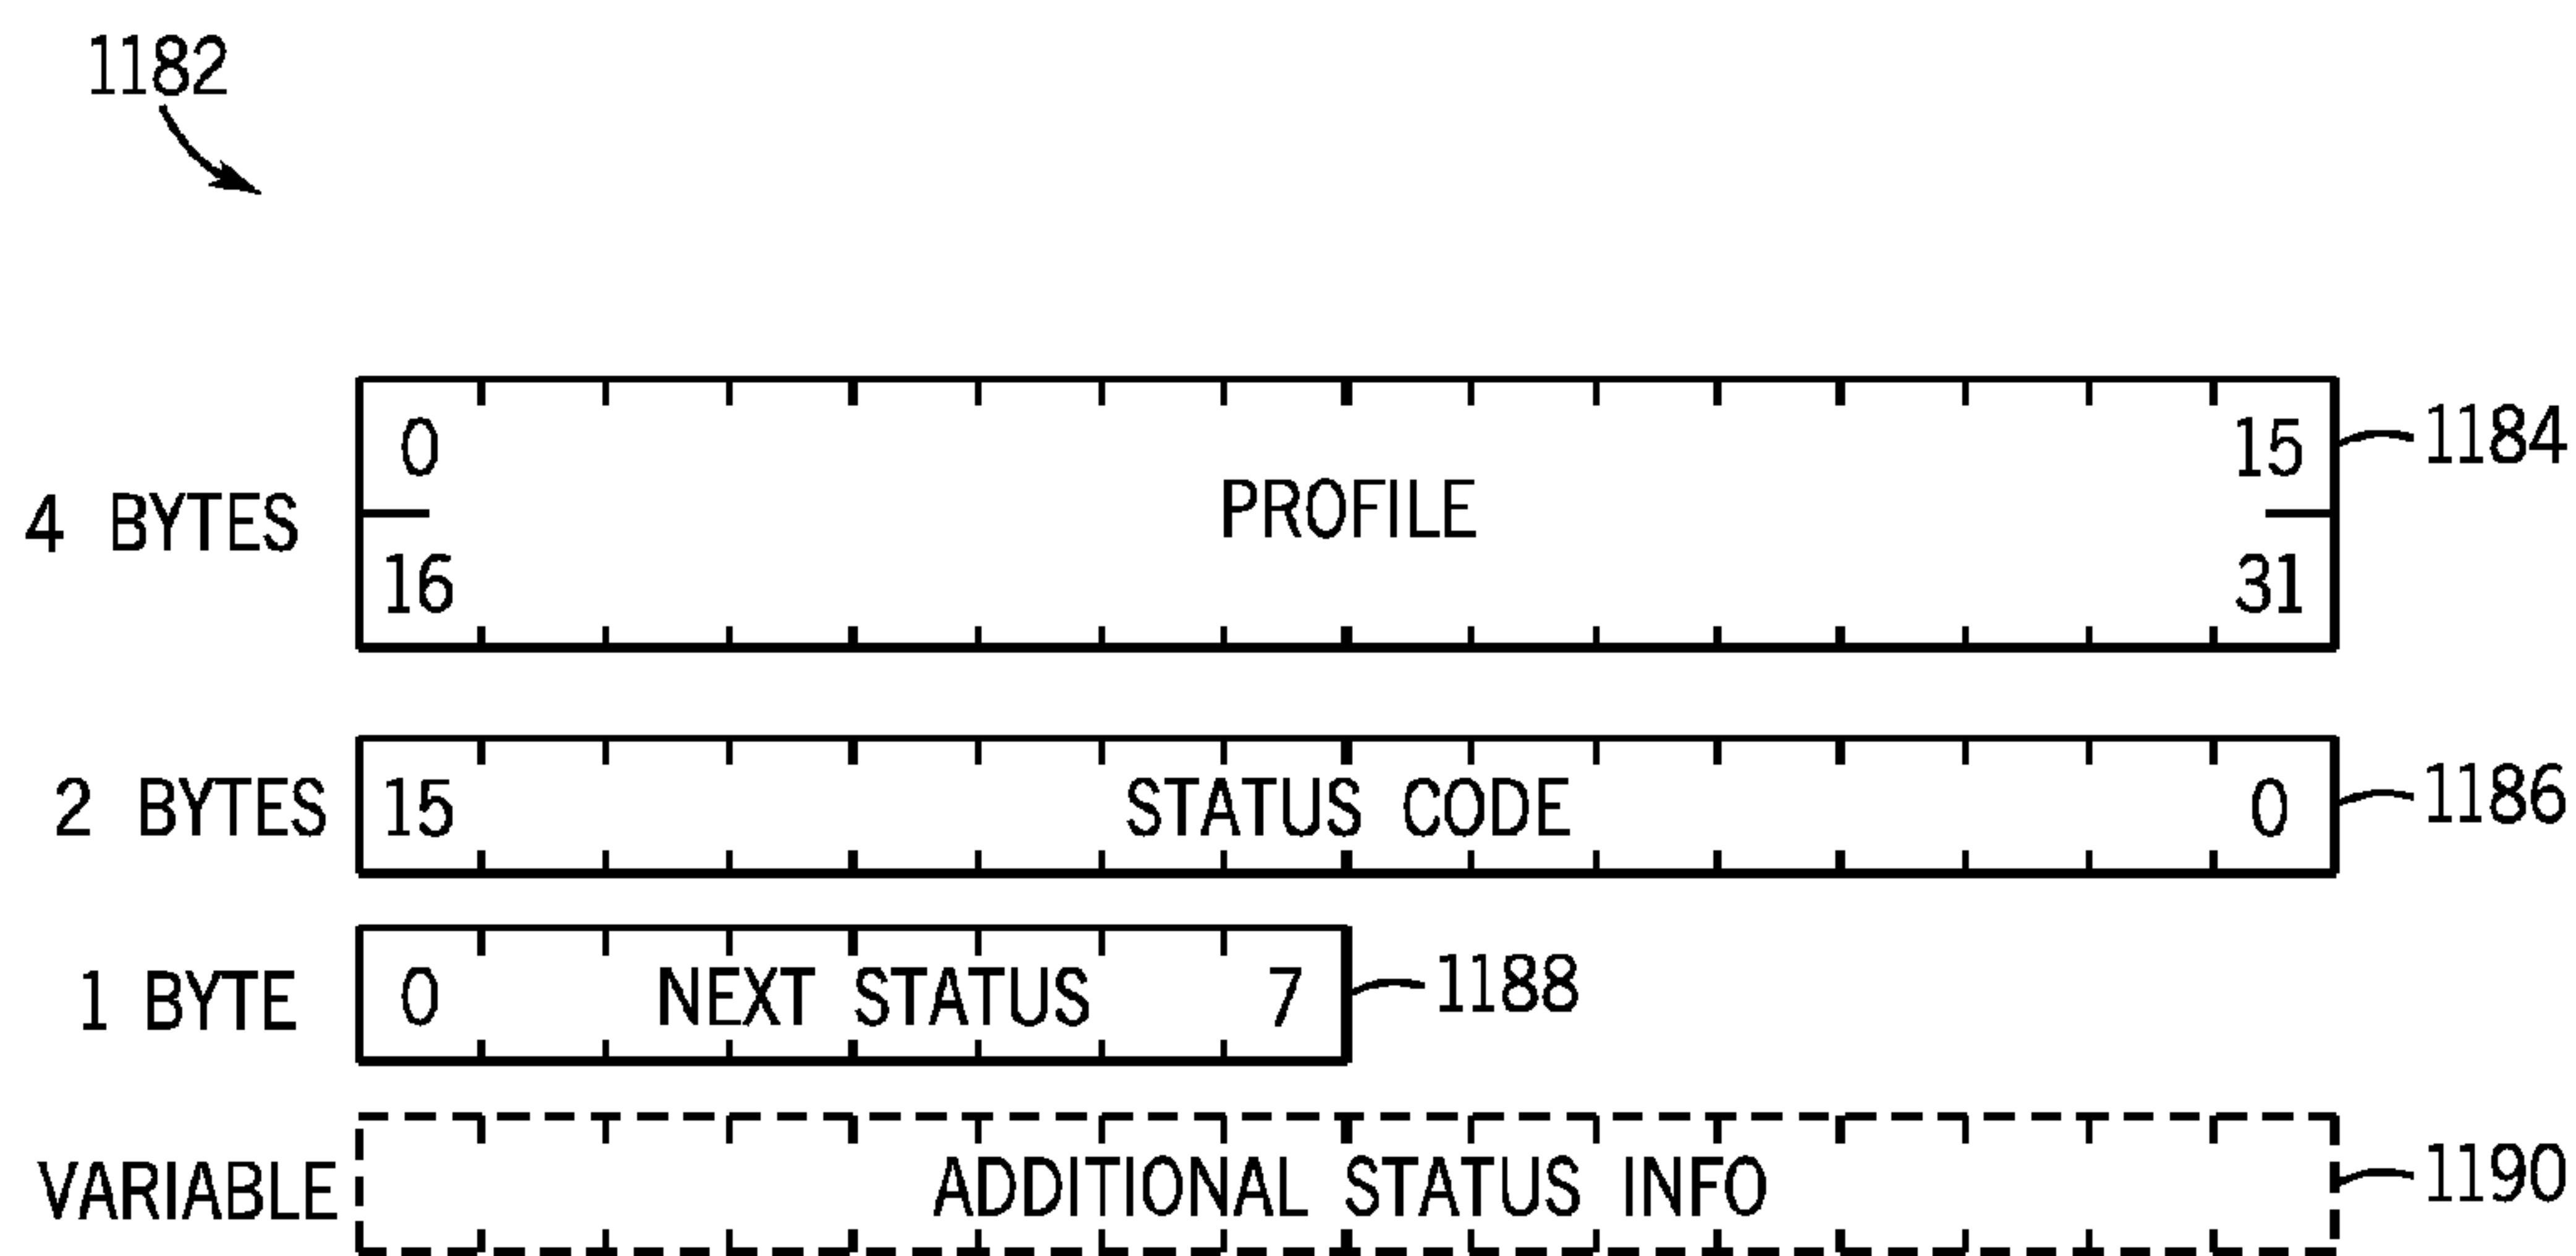 1182
0 15 1184
4 BYTES PROFILE
16 31
2 BYTES 15 STATUS CODE 0 1186
1 BYTE 0 NEXT STATUS 7 1188
VARIABLE ADDITIONAL STATUS INFO 1190